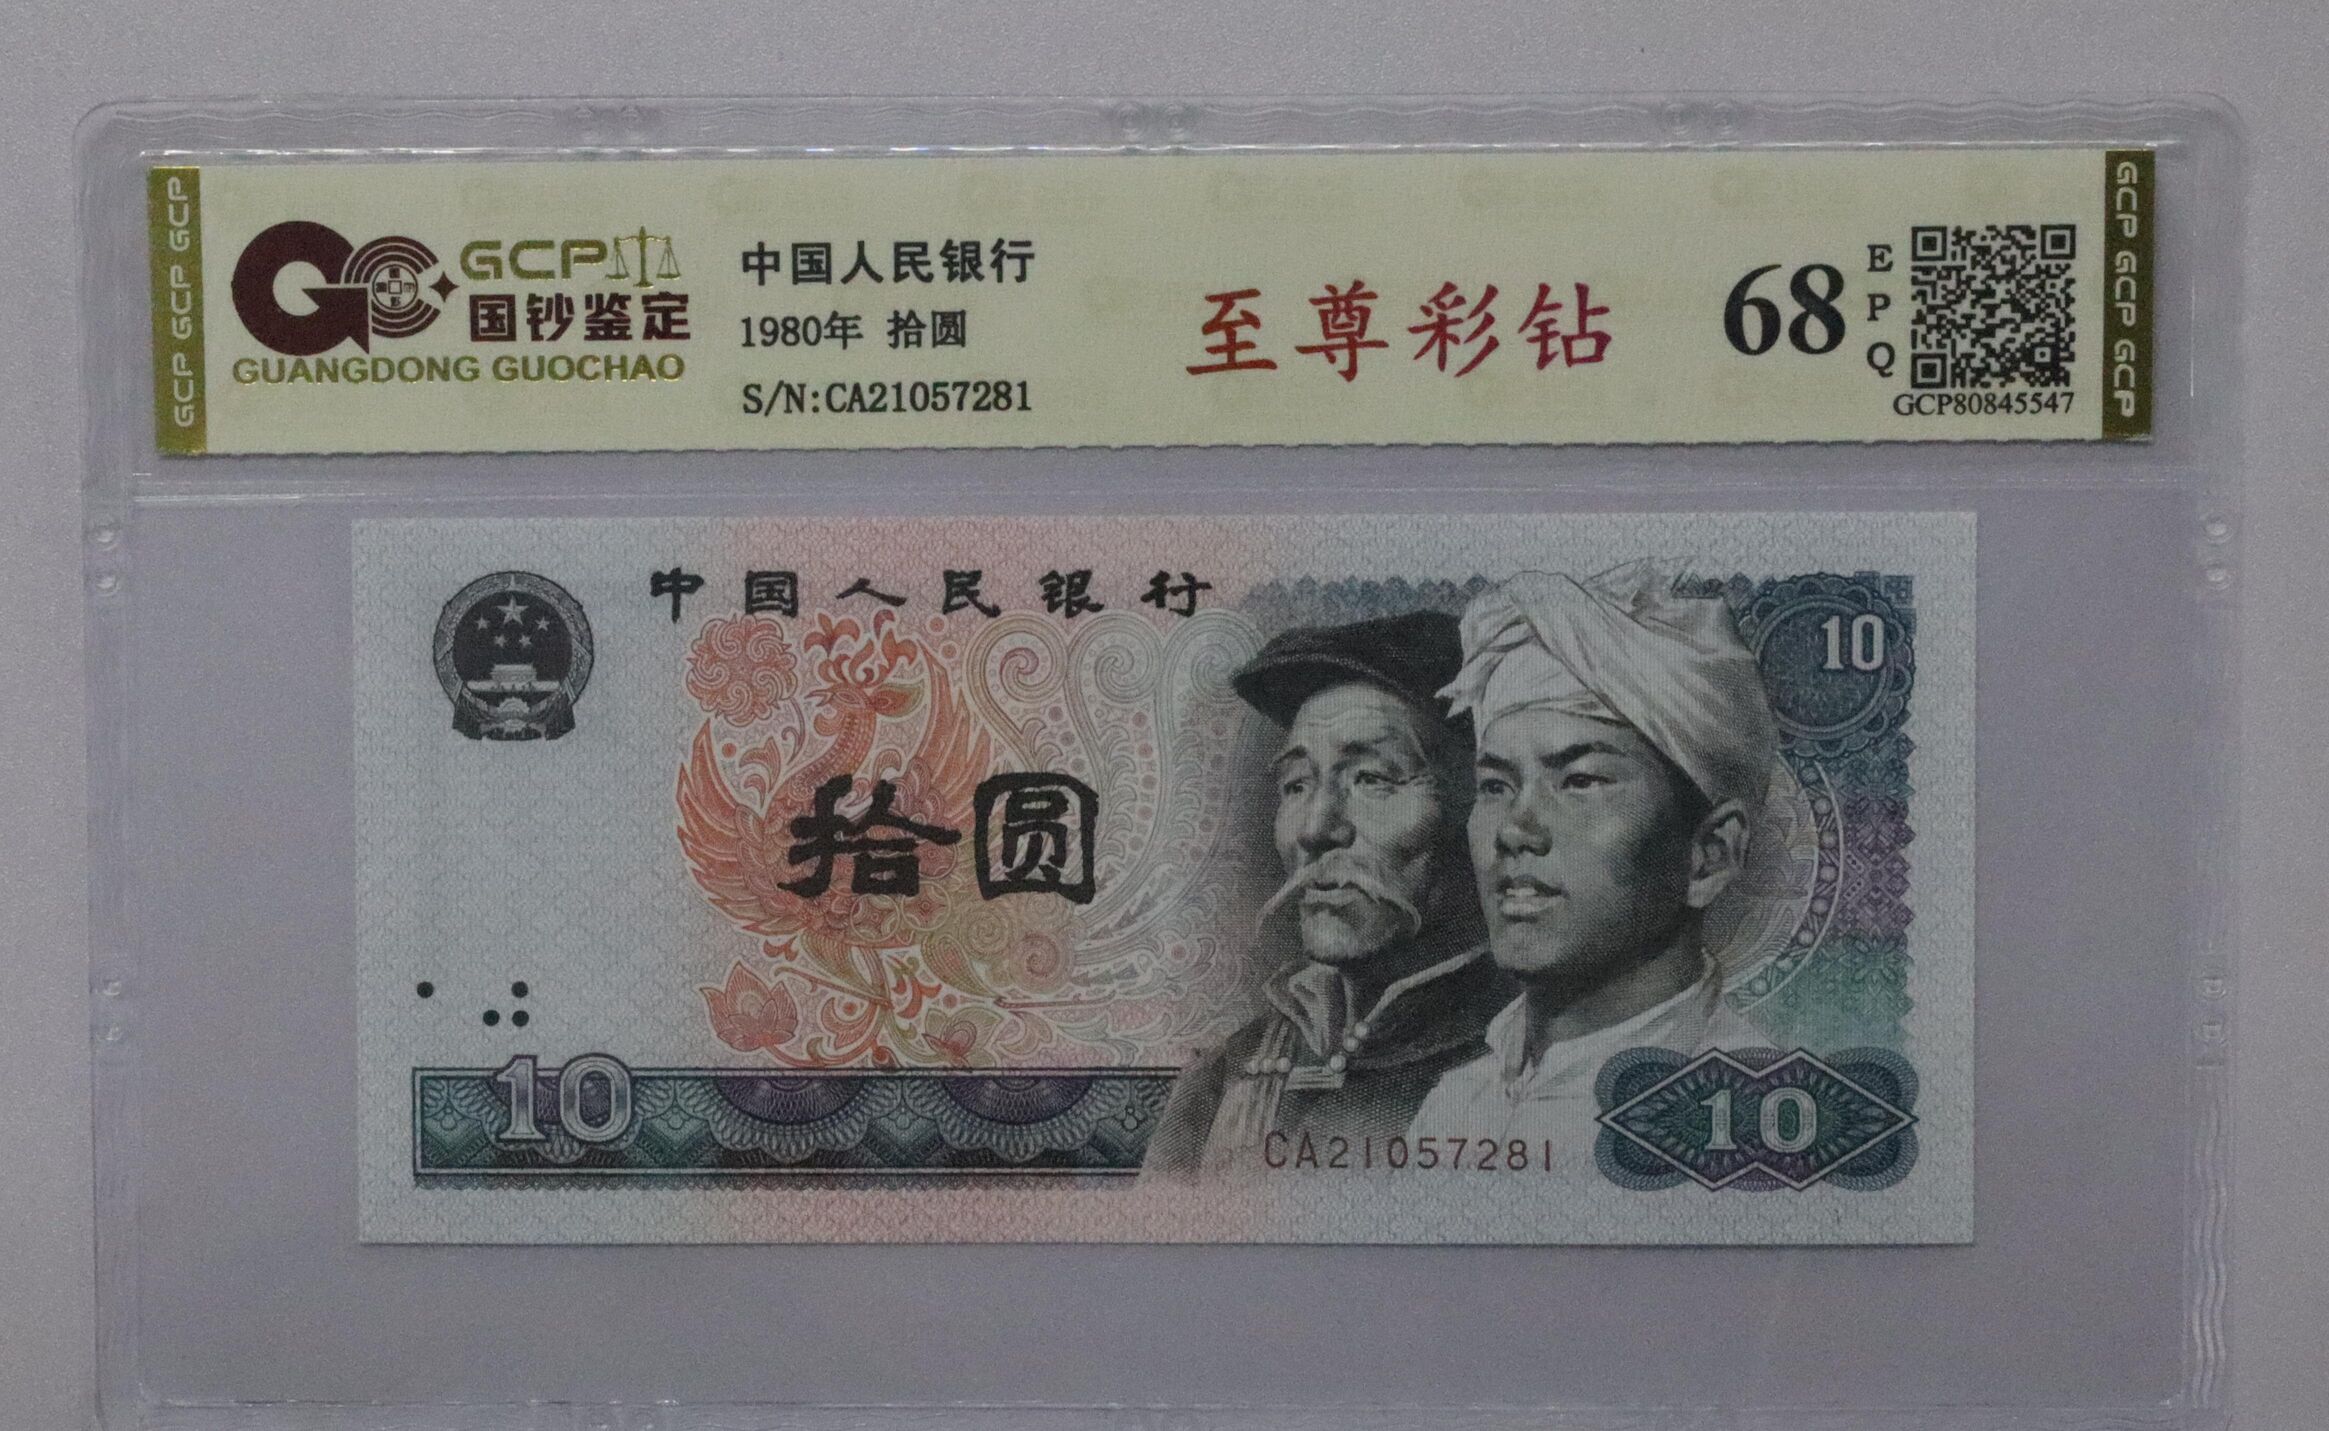 GCP GCP GCP
GCP
国钞鉴定
GUANGDONG GUOCHAO
中国人民银行
1980年 拾圆
S/N:CA21057281
至尊彩钻
68
EPQ
GCP80845547
GCP GCP GCP
中国人民银行
10
拾圆
10
CA21057281
10